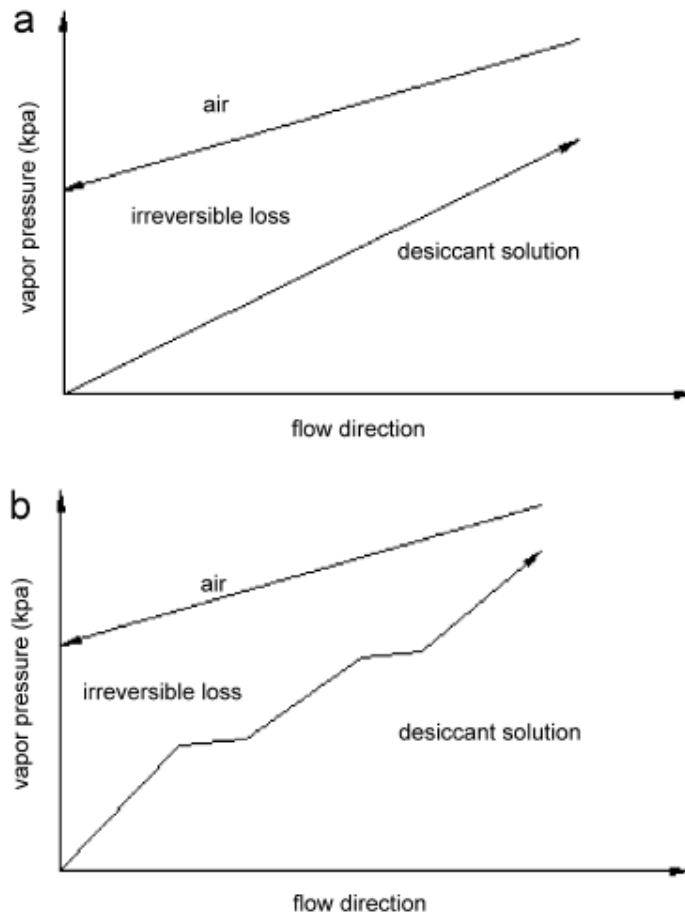 a
vapor pressure (kpa)
air
irreversible loss
desiccant solution
flow direction
b
vapor pressure (kpa)
air
irreversible loss
desiccant solution
flow direction